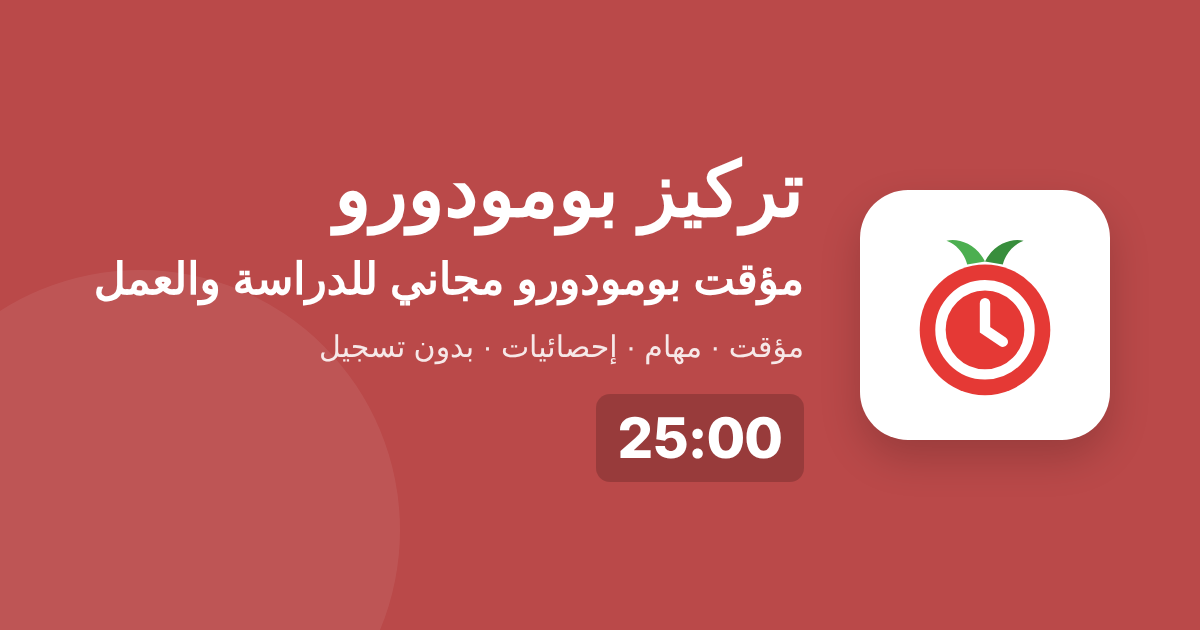 تركيز بومودورو
مؤقت بومودورو مجاني للدراسة والعمل
مؤقت · مهام · إحصائيات · بدون تسجيل
25:00